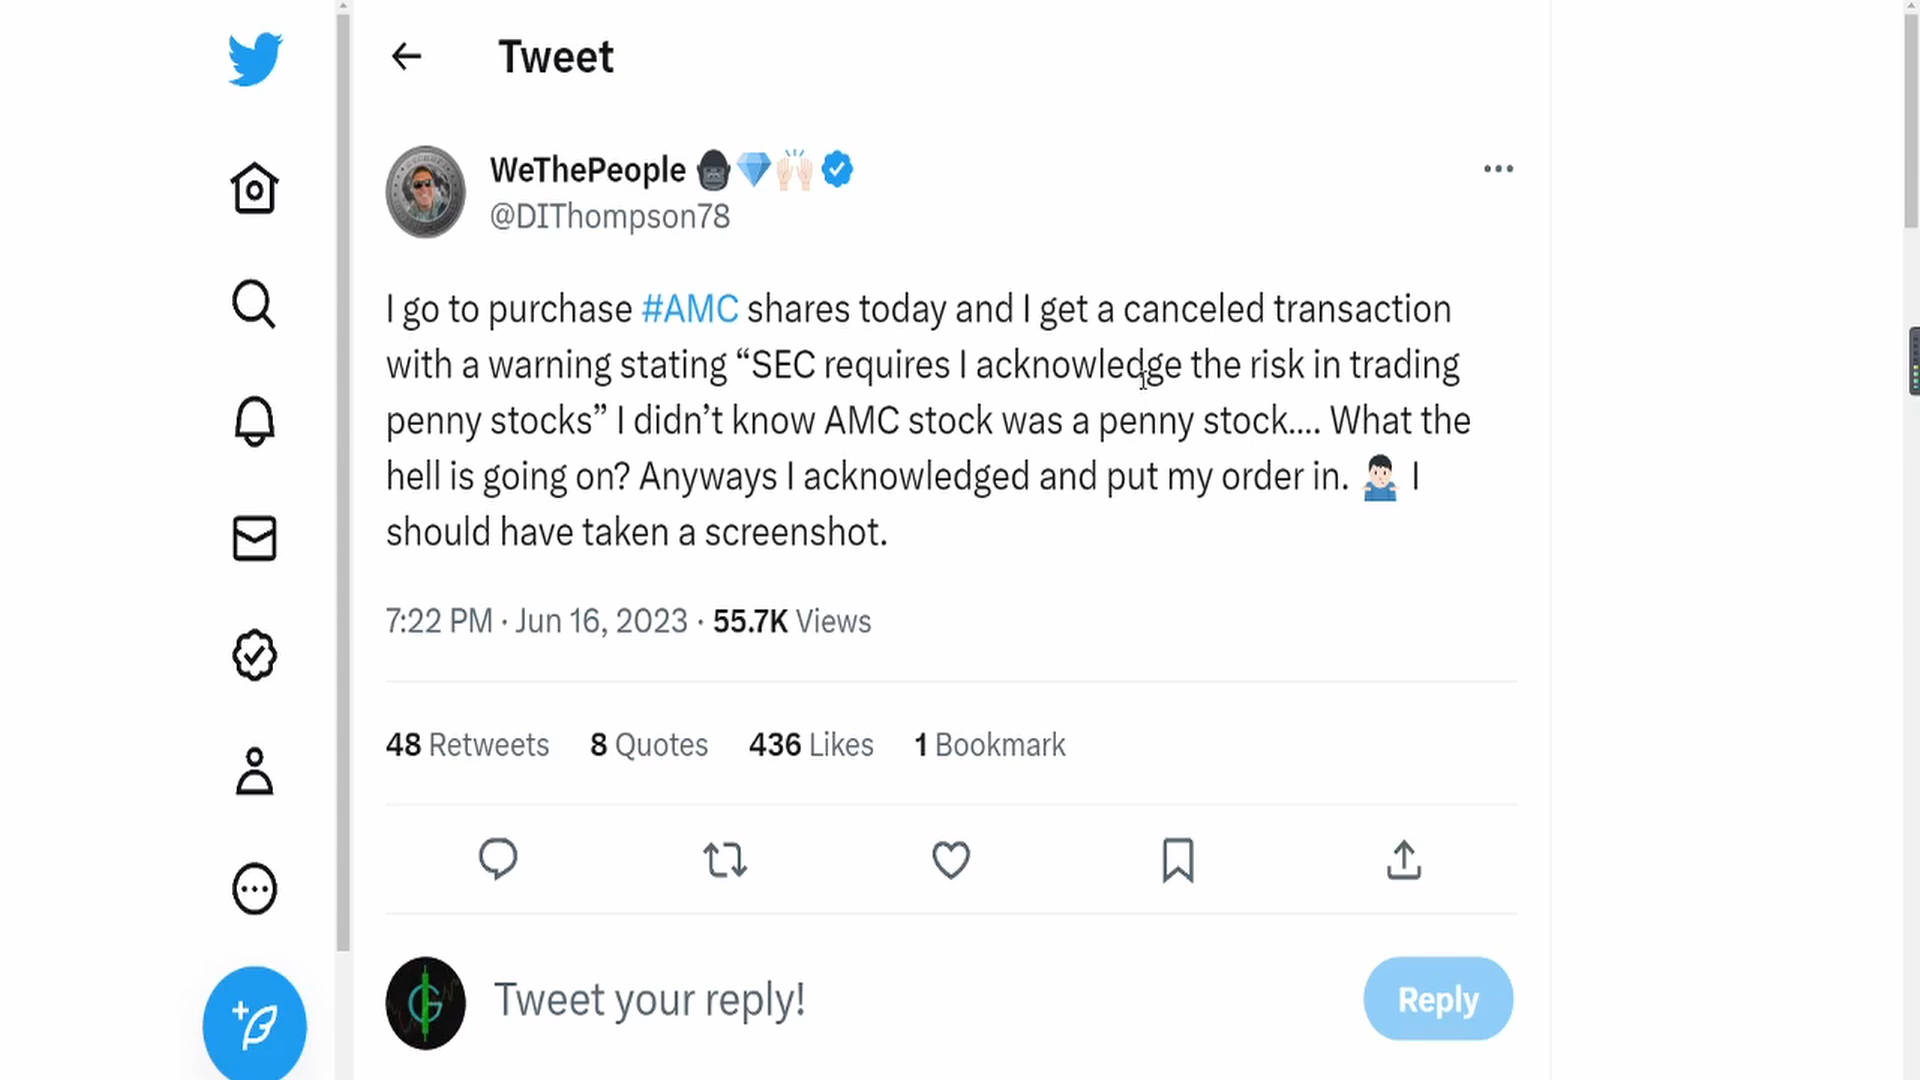 Tweet
WeThePeople 🦍💎🙌🏻
@DIThompson78
I go to purchase #AMC shares today and I get a canceled transaction
with a warning stating “SEC requires I acknowledge the risk in trading
penny stocks” I didn’t know AMC stock was a penny stock.... What the
hell is going on? Anyways I acknowledged and put my order in. 🤷🏻‍♂️ I
should have taken a screenshot.
7:22 PM · Jun 16, 2023 · 55.7K Views
48 Retweets 8 Quotes 436 Likes 1 Bookmark
Tweet your reply!
Reply